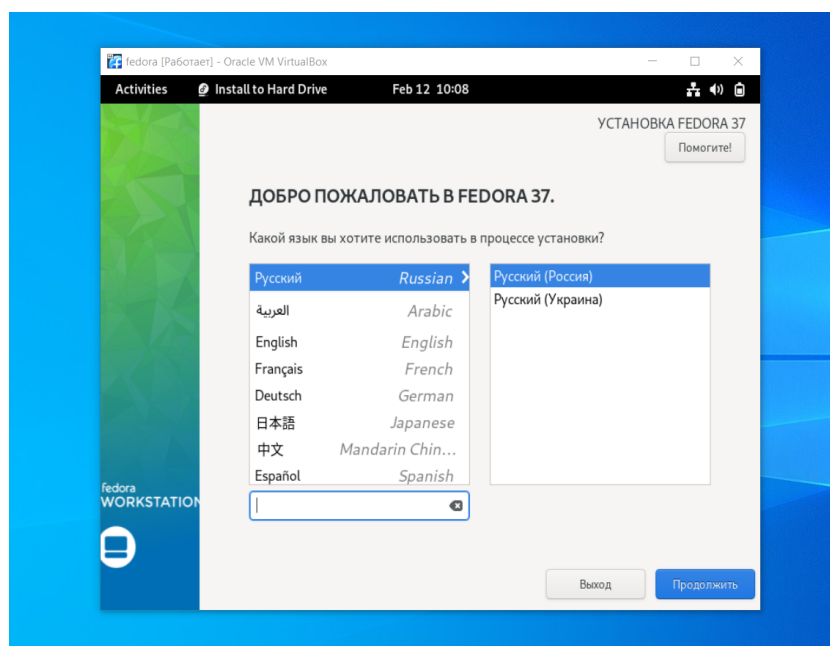 fedora [Работает] - Oracle VM VirtualBox
Activities Install to Hard Drive Feb 12 10:08
УСТАНОВКА FEDORA 37
Помогите!
ДОБРО ПОЖАЛОВАТЬ В FEDORA 37.
Какой язык вы хотите использовать в процессе установки?
Русский Russian
Русский (Россия)
Русский (Украина)
العربية Arabic
English English
Français French
Deutsch German
日本語 Japanese
中文 Mandarin Chin...
Español Spanish
fedora
WORKSTATION
Выход Продолжить